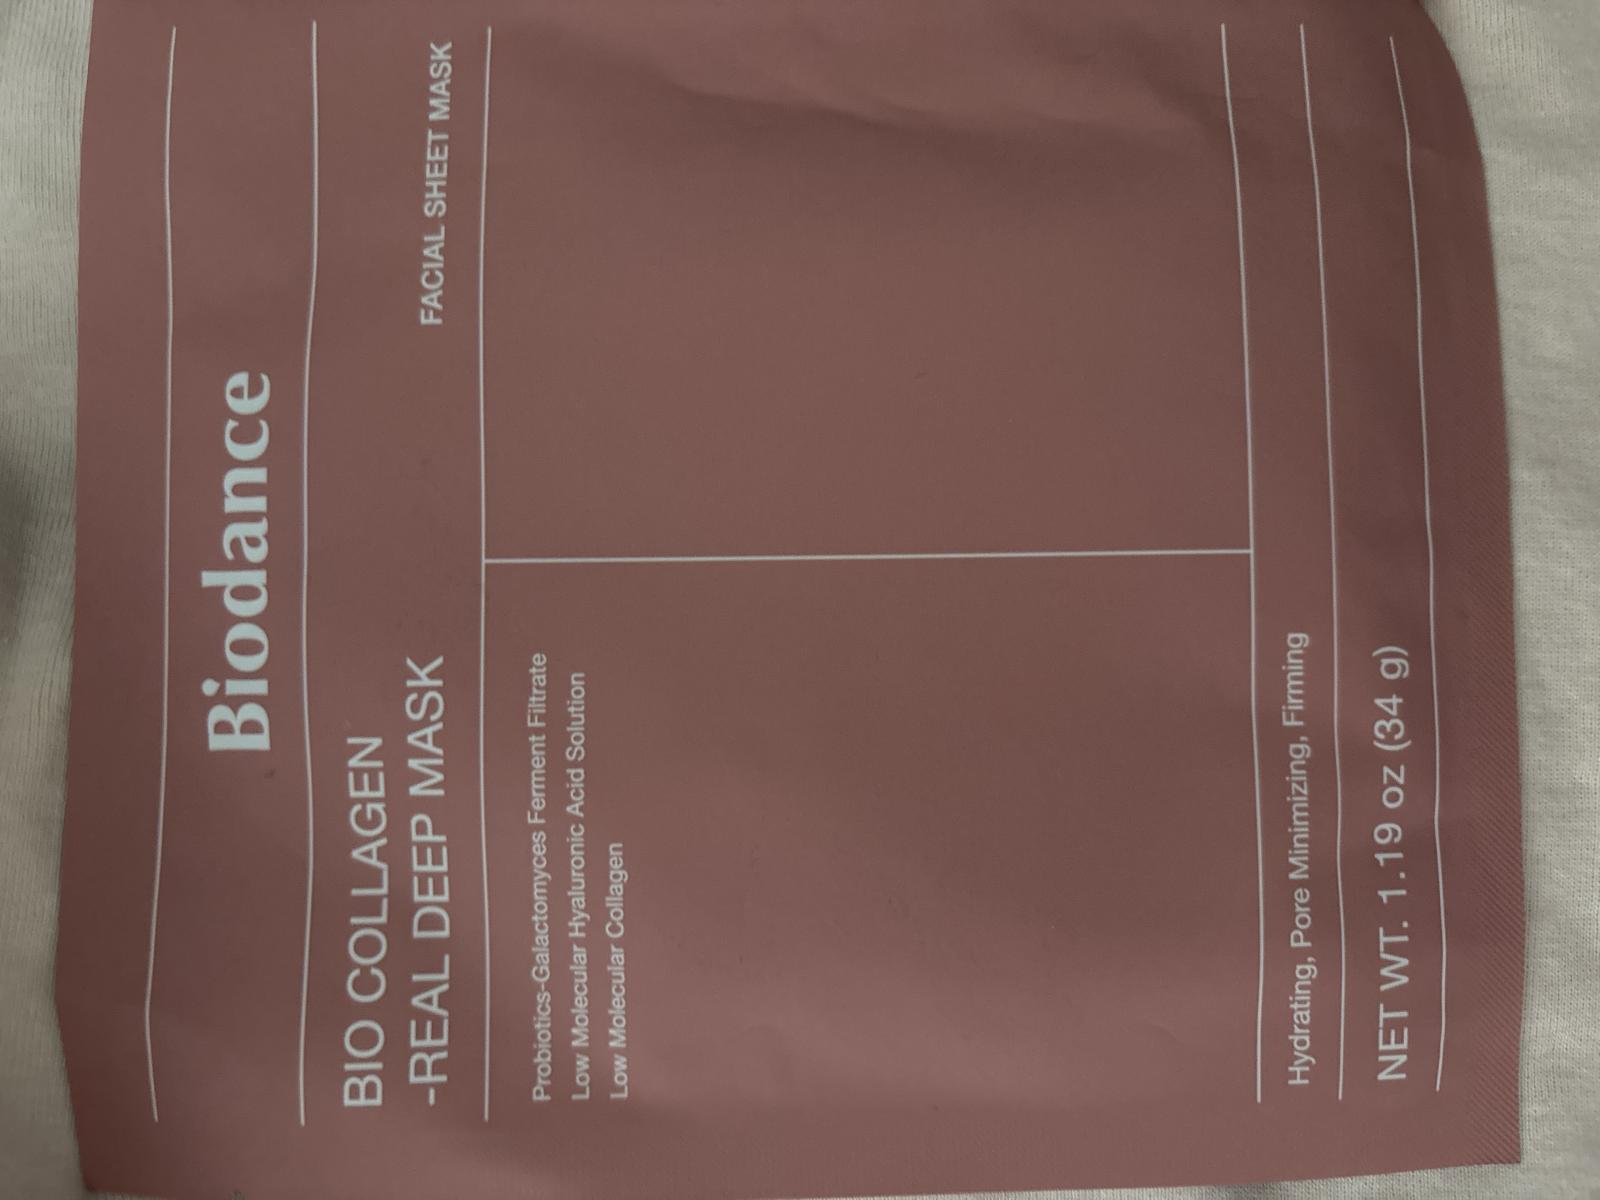 Biodance
BIO COLLAGEN
-REAL DEEP MASK
FACIAL SHEET MASK
Probiotics-Galactomyces Ferment Filtrate
Low Molecular Hyaluronic Acid Solution
Low Molecular Collagen
Hydrating, Pore Minimizing, Firming
NET WT. 1.19 oz (34 g)